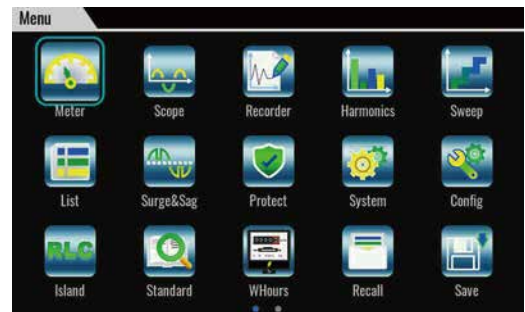 Menu
Meter Scope Recorder Harmonics Sweep
List Surge&Sag Protect System Config
RLC
Island Standard WHours Recall Save